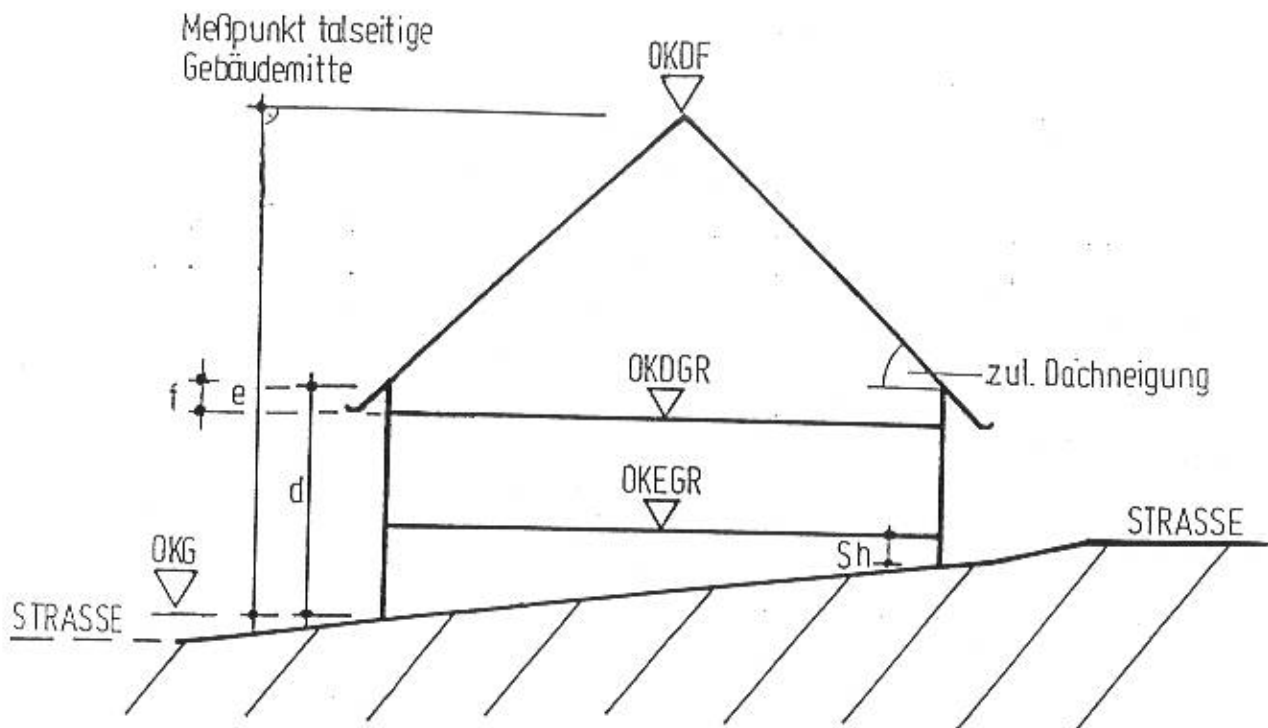 Meßpunkt talseitige
Gebäudemitte
OKDF
f
e
OKDGR
zul. Dachneigung
d
OKEGR
STRASSE
OKG
Sh
STRASSE